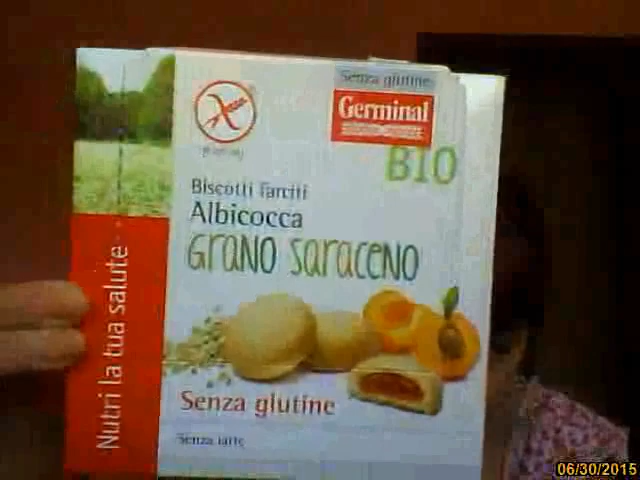 Senza glutine
Germinal
BIO
Biscotti farciti
Albicocca
GRANO SARACENO
Nutri la tua salute
Senza glutine
Senza latte
06/30/2015